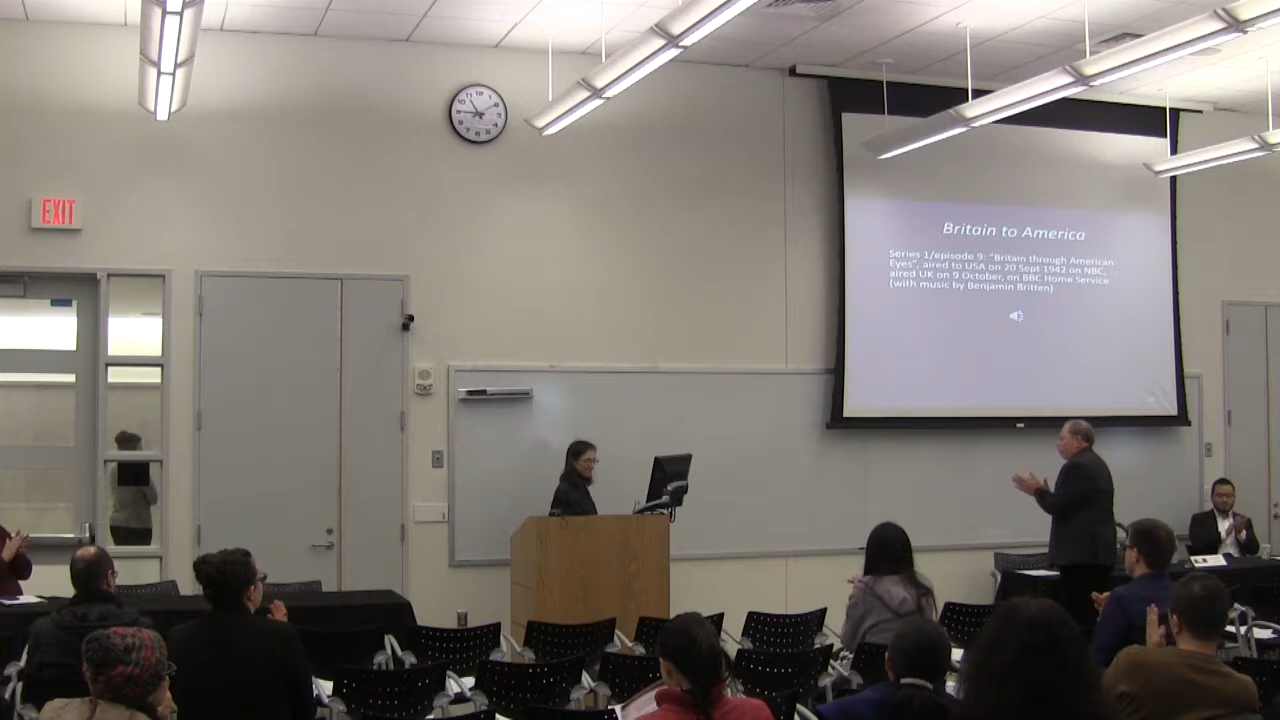 EXIT
Britain to America
Series 1/episode 9: "Britain through American
Eyes", aired to USA on 20 Sept 1942 on NBC;
aired UK on 9 October, on BBC Home Service
(with music by Benjamin Britten)